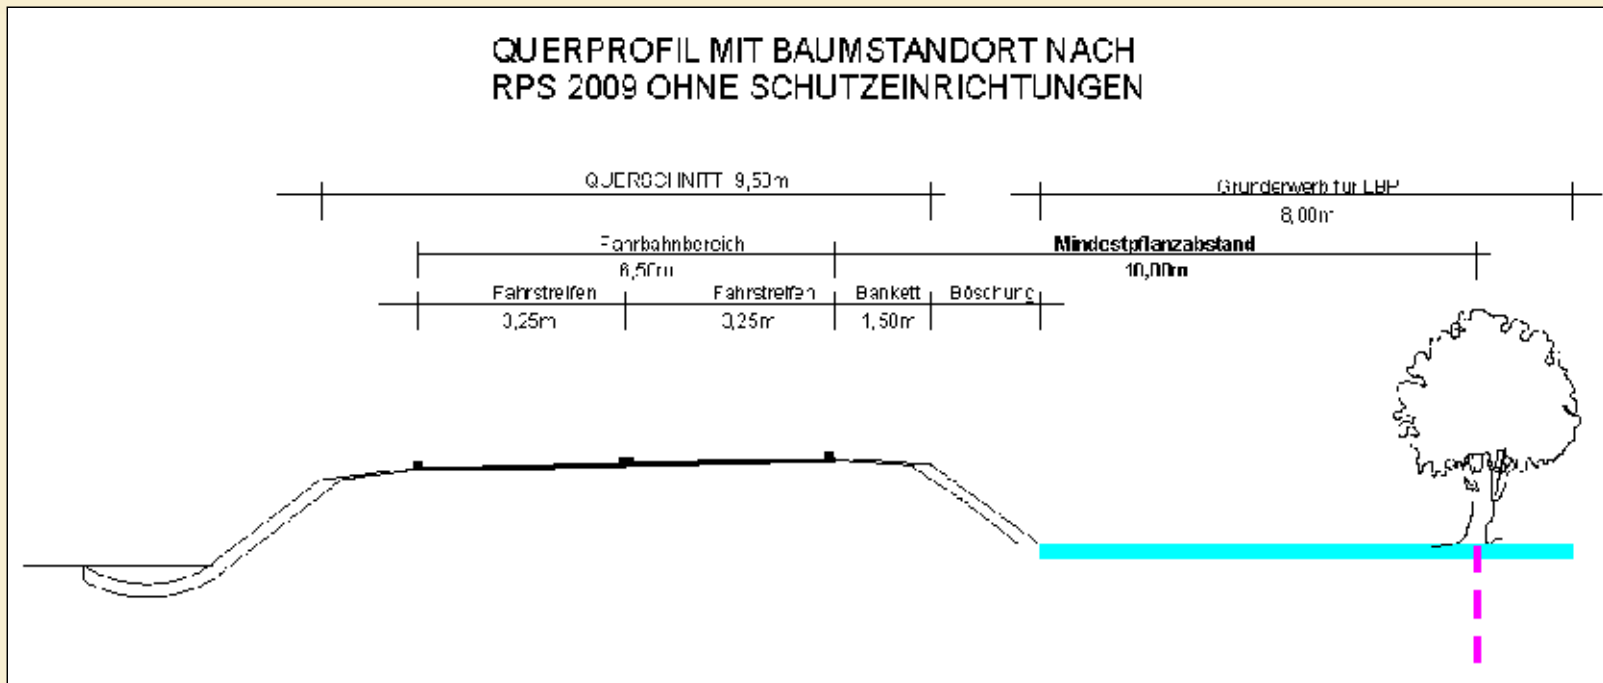 QUERPROFIL MIT BAUMSTANDORT NACH
RPS 2009 OHNE SCHUTZEINRICHTUNGEN
QUERSCHNITT 9,50m
Grunderwerb für LBP
8,00m
Fahrbahnbereich
Mindestpflanzabstand
6,50m
10,00m
Fahrstreifen
Fahrstreifen
Bankett
Böschung
3,25m
3,25m
1,50m